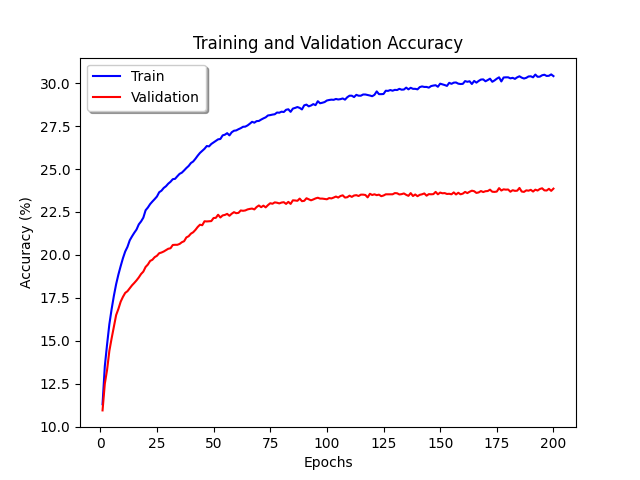 Training and Validation Accuracy
Train
Validation
Accuracy (%)
30.0
27.5
25.0
22.5
20.0
17.5
15.0
12.5
10.0
0 25 50 75 100 125 150 175 200
Epochs